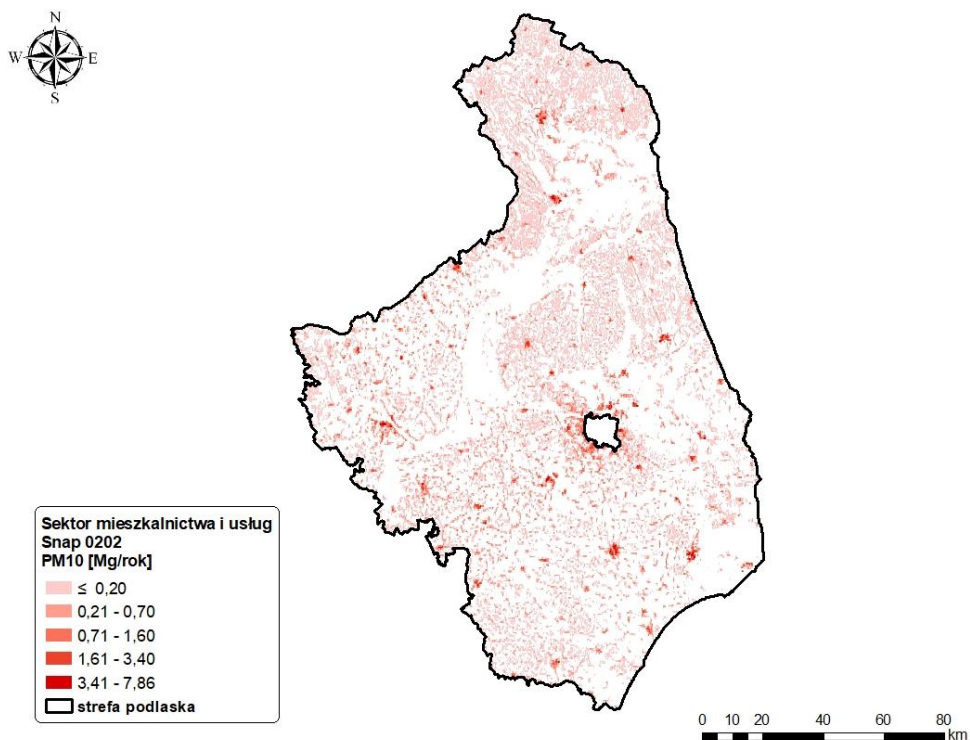 N
W E
S
Sektor mieszkalnictwa i usług
Snap 0202
PM10 [Mg/rok]
≤ 0,20
0,21 - 0,70
0,71 - 1,60
1,61 - 3,40
3,41 - 7,86
strefa podlaska
0 10 20 40 60 80
km